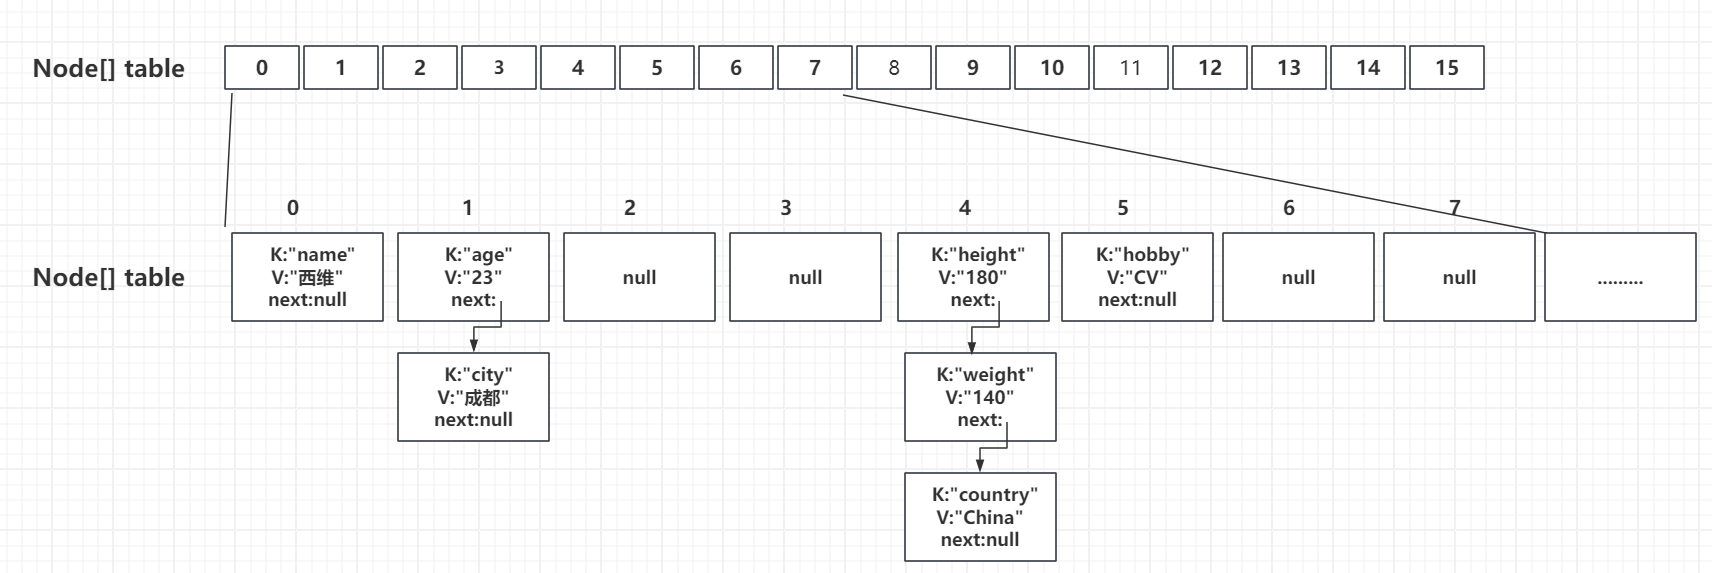 Node[] table 0 1 2 3 4 5 6 7 8 9 10 11 12 13 14 15
0 1 2 3 4 5 6 7
Node[] table
K:"name"
V:"西维"
next:null
K:"age"
V:"23"
next:
null
null
K:"height"
V:"180"
next:
K:"hobby"
V:"CV"
next:null
null
null
.........
K:"city"
V:"成都"
next:null
K:"weight"
V:"140"
next:
K:"country"
V:"China"
next:null